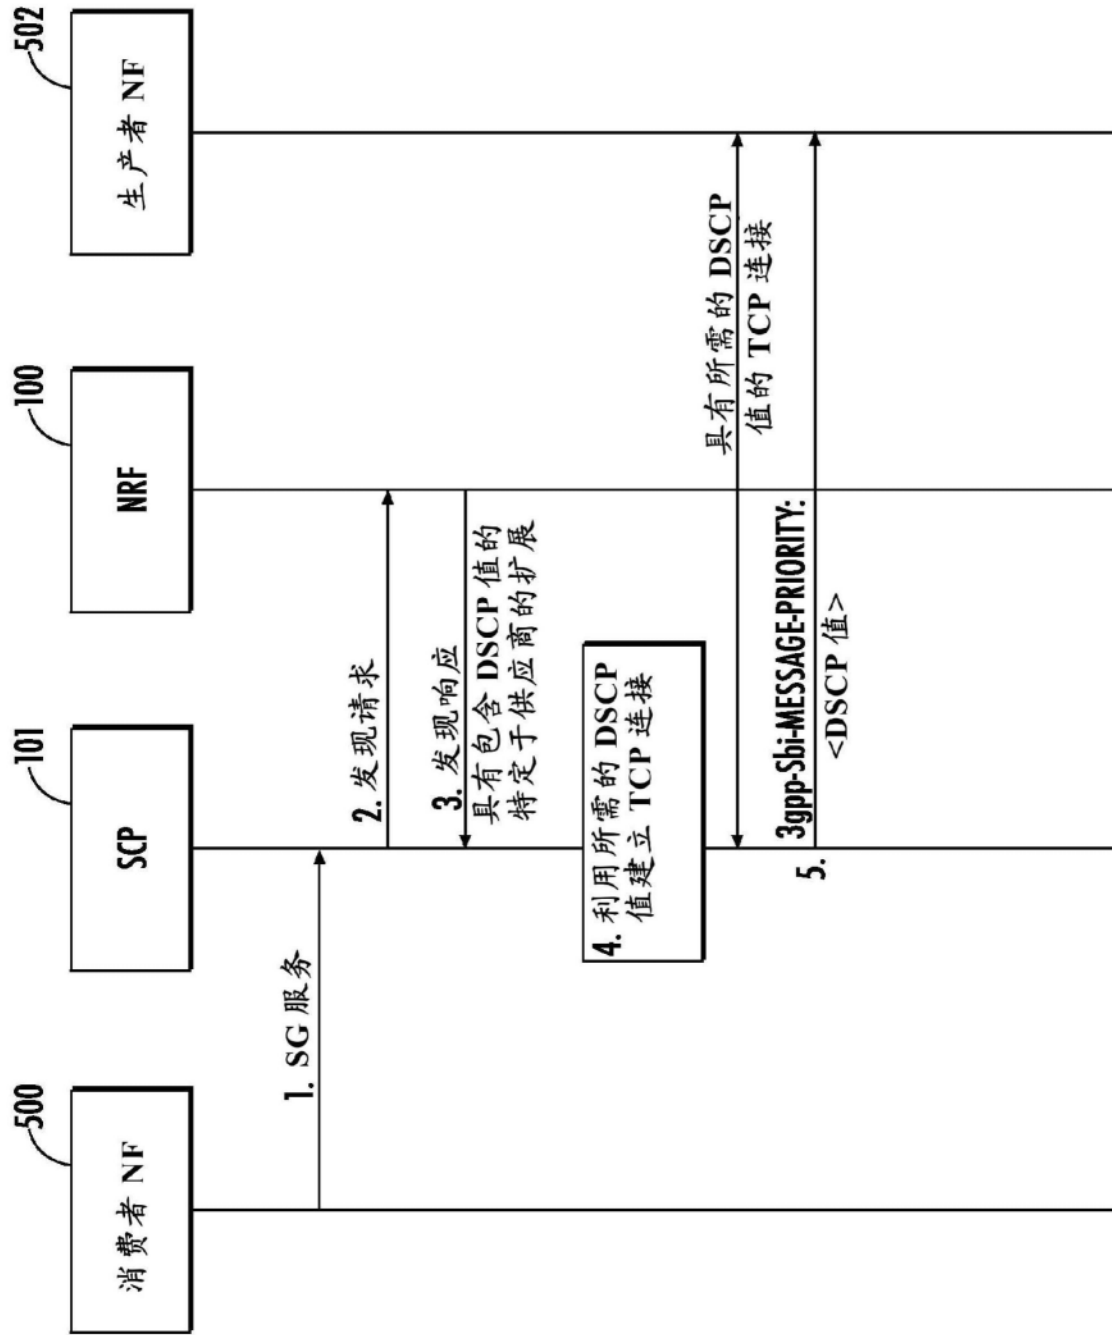 消费者 NF
500
SCP
101
NRF
100
生产者 NF
502
1. SG 服务
2. 发现请求
3. 发现响应
具有包含 DSCP 值的
特定于供应商的扩展
4. 利用所需的 DSCP
值建立 TCP 连接
具有所需的 DSCP
值的 TCP 连接
5.
3gpp-Sbi-MESSAGE-PRIORITY:
<DSCP 值>